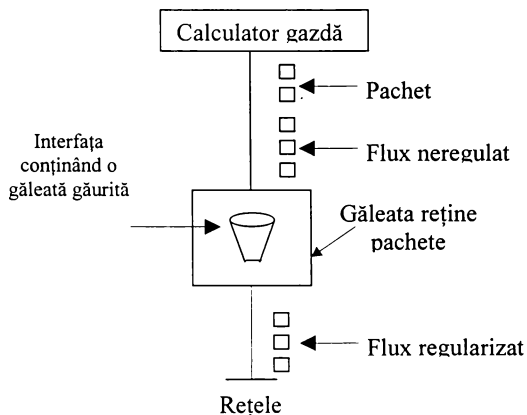 Calculator gazdă
Pachet
Flux neregulat
Interfața
conținând o
găleată găurită
Găleata reține
pachete
Flux regularizat
Rețele